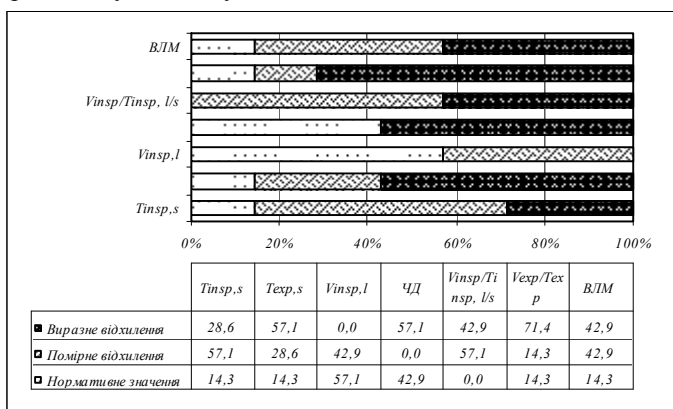 ВЛМ
Vinsp/Tinsp, l/s
Vinsp,l
Tinsp,s
0% 20% 40% 60% 80% 100%
Tinsp,s Texp,s Vinsp,l ЧД Vinsp/Ti Vexp/Tex ВЛМ
nsp, l/s p
Виразне відхилення 28,6 57,1 0,0 57,1 42,9 71,4 42,9
Помірне відхилення 57,1 28,6 42,9 0,0 57,1 14,3 42,9
Нормативне значення 14,3 14,3 57,1 42,9 0,0 14,3 14,3